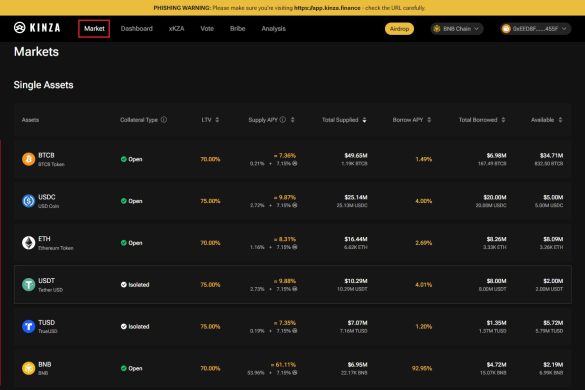 PHISHING WARNING: Please make sure you're visiting https://app.kinza.finance - check the URL carefully.
KINZA Market Dashboard xKZA Vote Bribe Analysis Airdrop BNB Chain 0xEEDBF......455F
Markets
Single Assets
Assets Collateral Type LTV Supply APY Total Supplied Borrow APY Total Borrowed Available
BTCB Open 70.00% ≈ 7.36% $49.65M 1.49% $6.98M $34.71M
BTCB Token 0.21% + 7.15% 1.19K BTCB 167.49 BTCB 832.50 BTCB
USDC Open 75.00% ≈ 9.87% $25.14M 4.00% $20.00M $5.00M
USD Coin 2.72% + 7.15% 25.13M USDC 20.00M USDC 5.00M USDC
ETH Open 70.00% ≈ 8.31% $16.44M 2.69% $8.26M $8.09M
Ethereum Token 1.16% + 7.15% 6.62K ETH 3.33K ETH 3.26K ETH
USDT Isolated 75.00% ≈ 9.88% $10.29M 4.01% $8.00M $2.00M
Tether USD 2.73% + 7.15% 10.29M USDT 8.00M USDT 2.00M USDT
TUSD Isolated 75.00% ≈ 7.35% $7.07M 1.20% $1.35M $5.72M
TrueUSD 0.19% + 7.15% 7.16M TUSD 1.37M TUSD 5.79M TUSD
BNB Open 70.00% ≈ 61.11% $6.95M 92.95% $4.72M $2.19M
BNB 53.96% + 7.15% 22.17K BNB 15.07K BNB 6.99K BNB